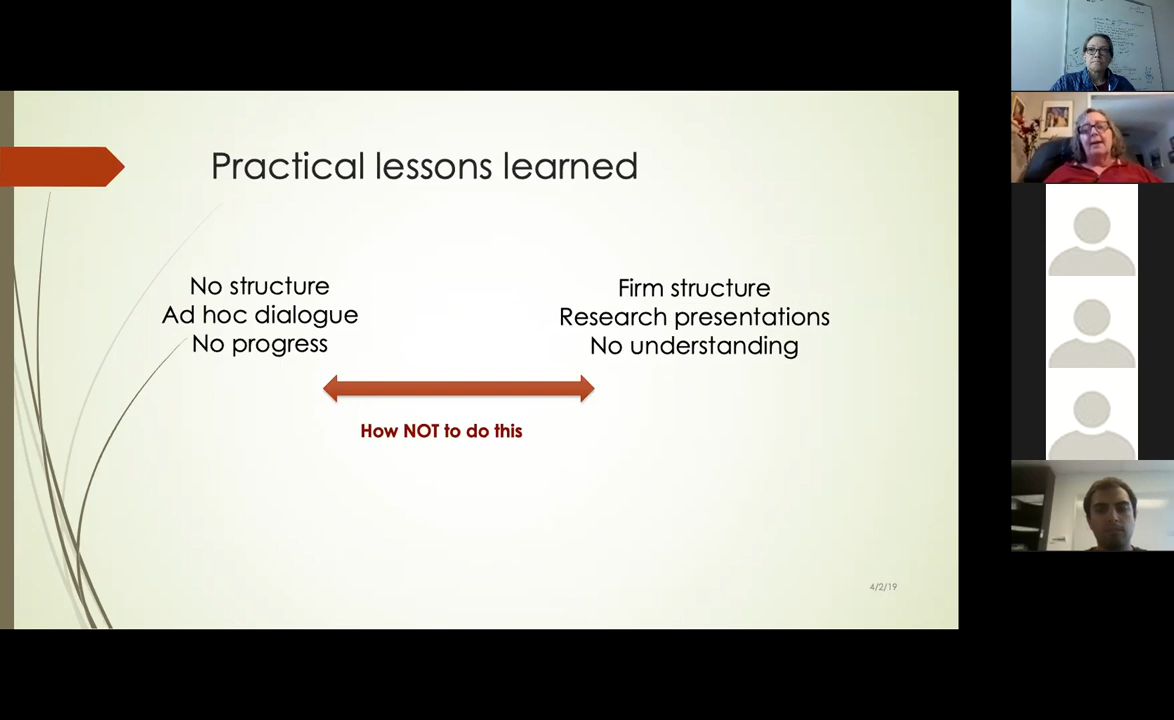 Practical lessons learned
No structure
Ad hoc dialogue
No progress
Firm structure
Research presentations
No understanding
How NOT to do this
4/2/19